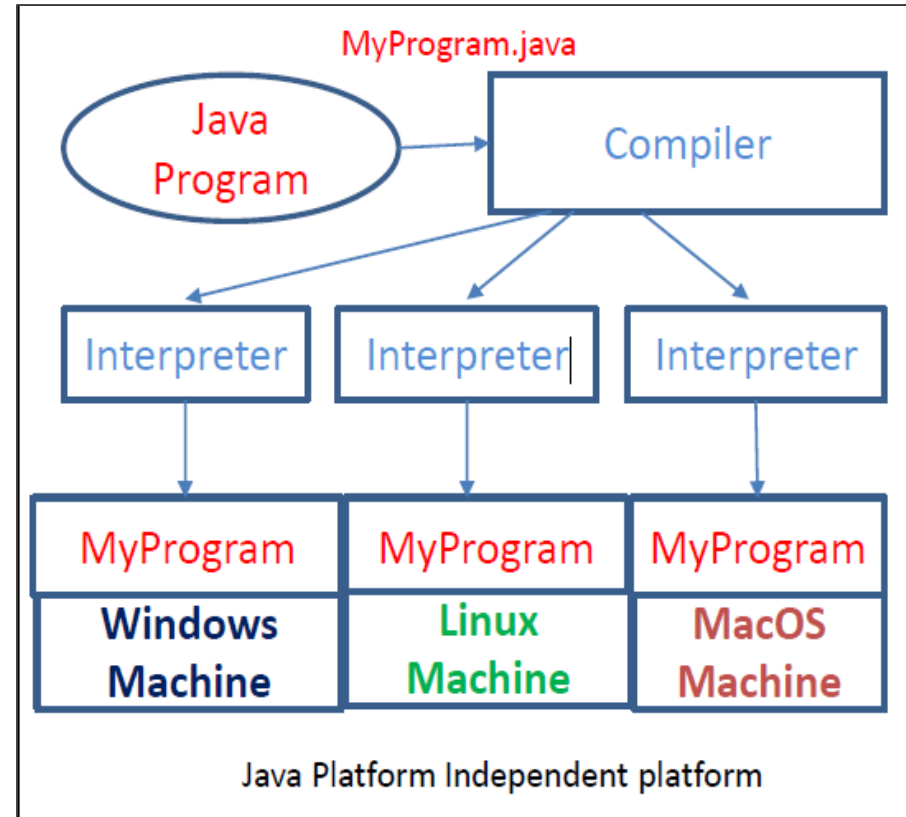 MyProgram.java
Java
Program
Compiler
Interpreter
Interpreter
Interpreter
MyProgram
MyProgram
MyProgram
Windows
Machine
Linux
Machine
MacOS
Machine
Java Platform Independent platform